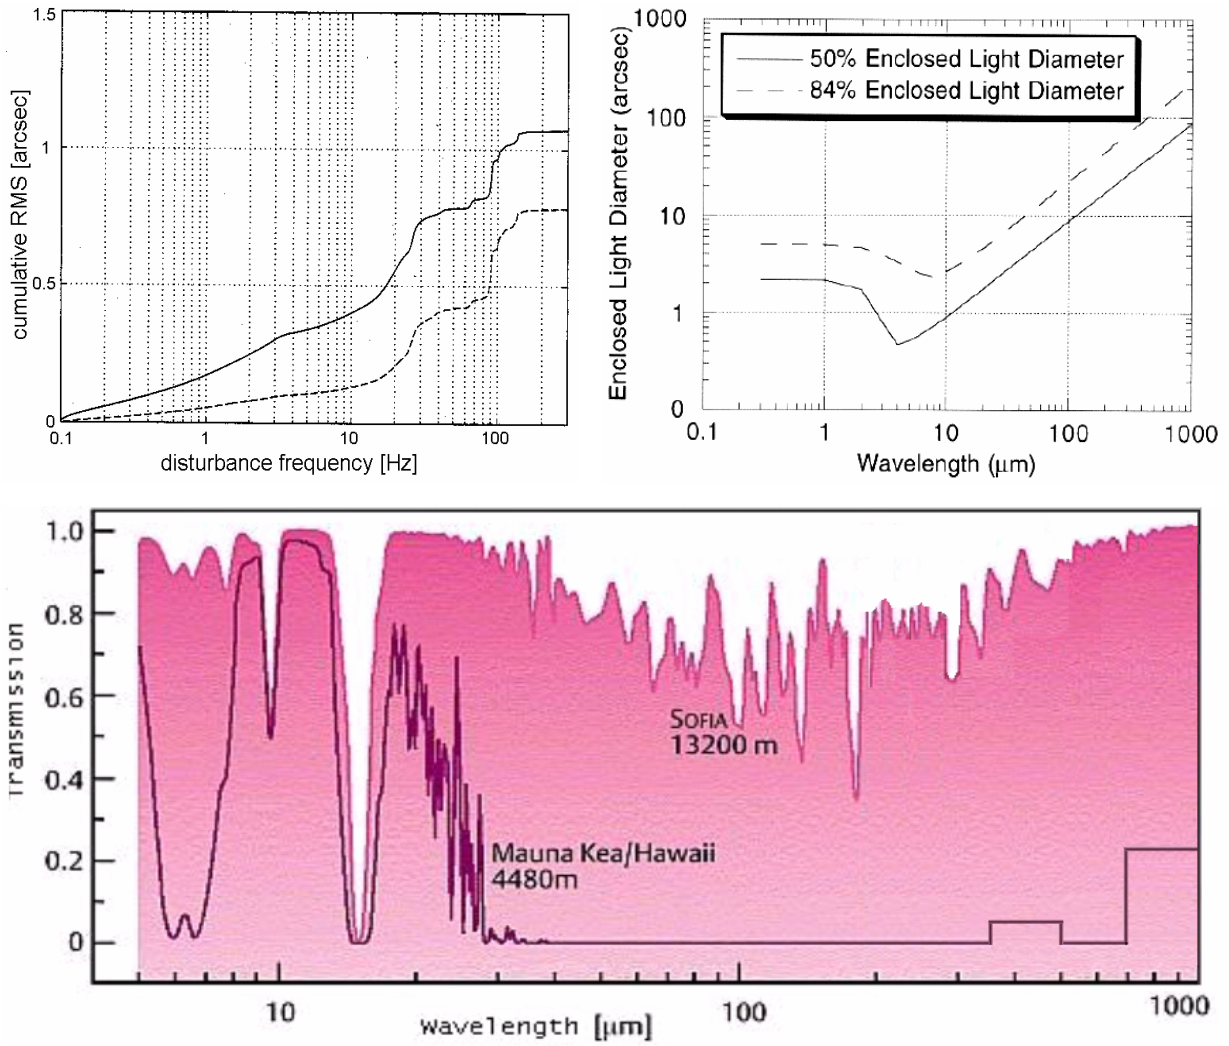 1.5
1
0.5
0
cumulative RMS [arcsec]
0.1
1
10
100
disturbance frequency [Hz]
1000
100
10
1
0
Enclosed Light Diameter (arcsec)
50% Enclosed Light Diameter
84% Enclosed Light Diameter
0.1
1
10
100
1000
Wavelength (μm)
1.0
0.8
0.6
0.4
0.2
0
Transmission
SOFIA
13200 m
Mauna Kea/Hawaii
4480m
10
100
1000
Wavelength [μm]